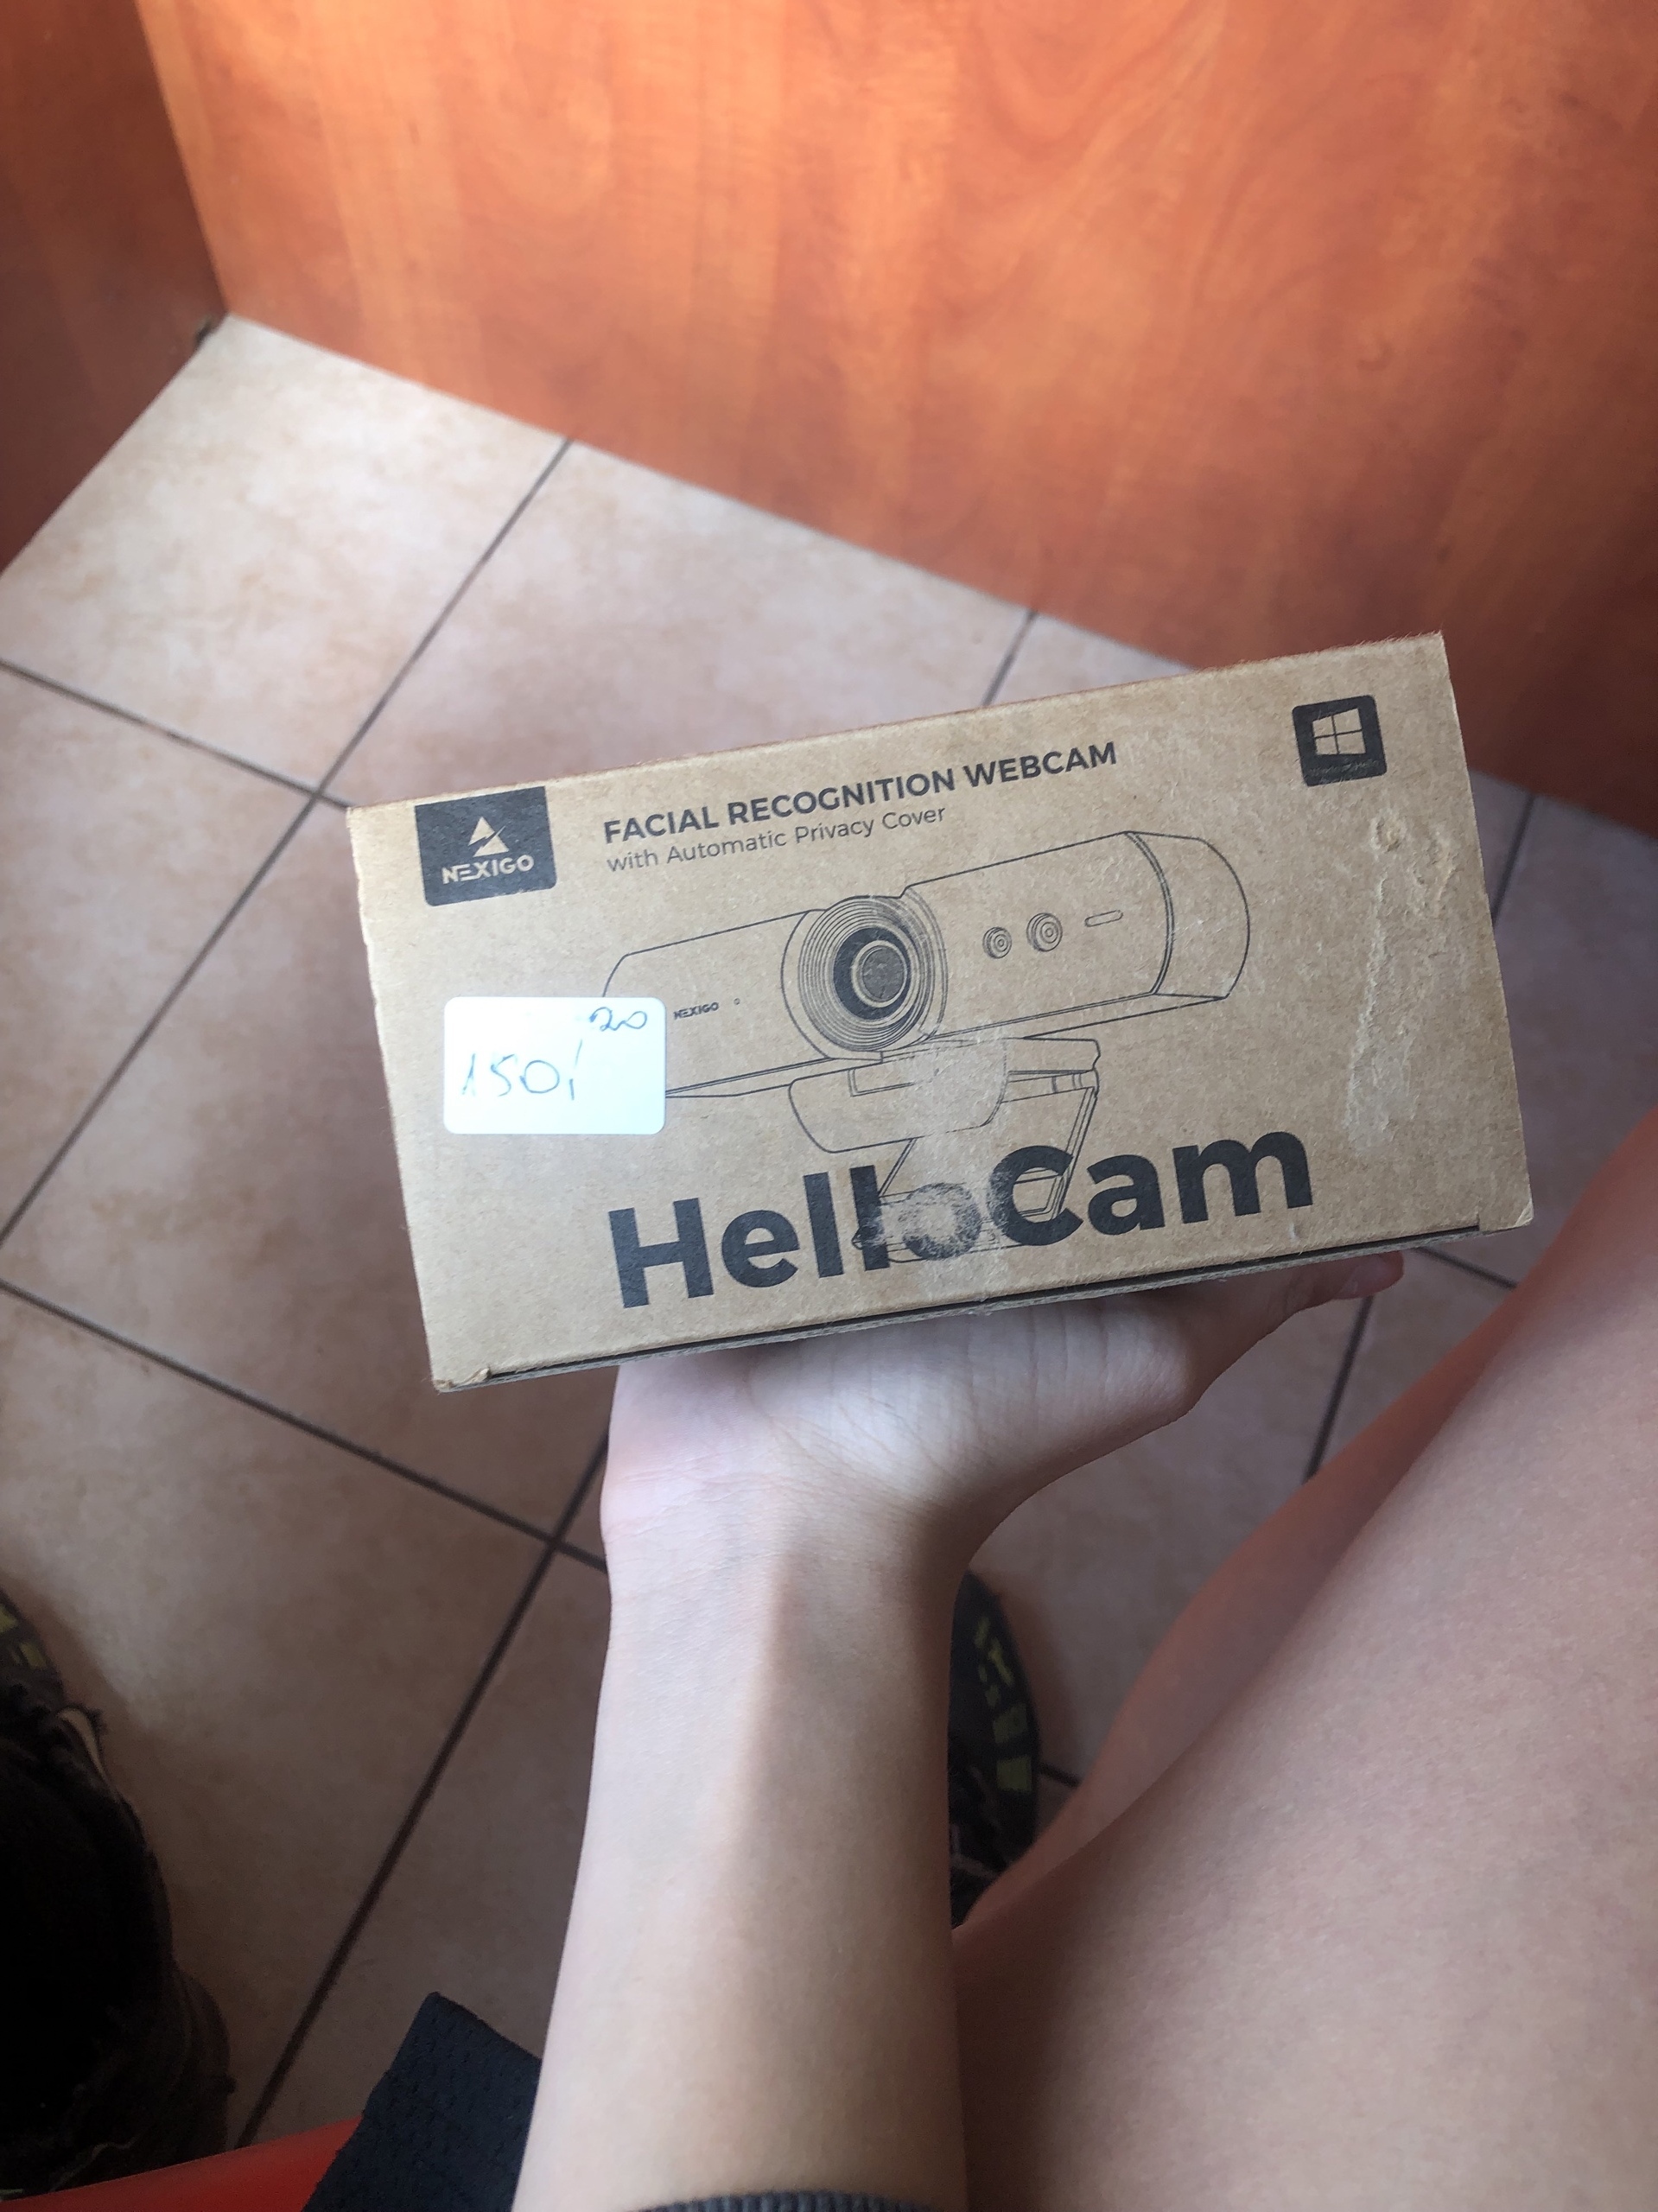 NEXIGO
FACIAL RECOGNITION WEBCAM
with Automatic Privacy Cover
NEXIGO
20
150/
HelloCam